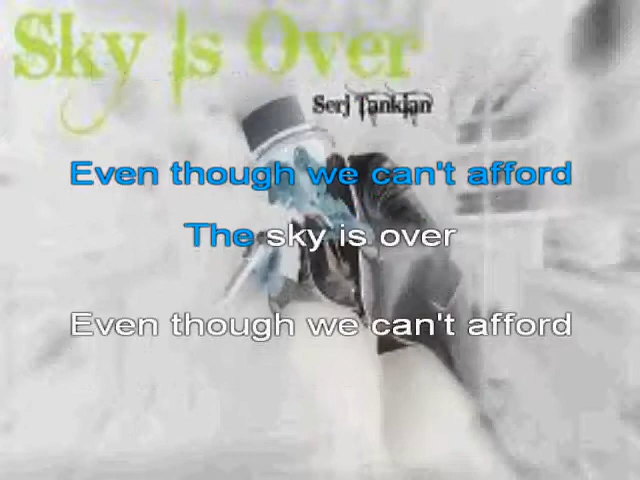 Sky Is Over
Serj Tankian
Even though we can't afford
The sky is over
Even though we can't afford